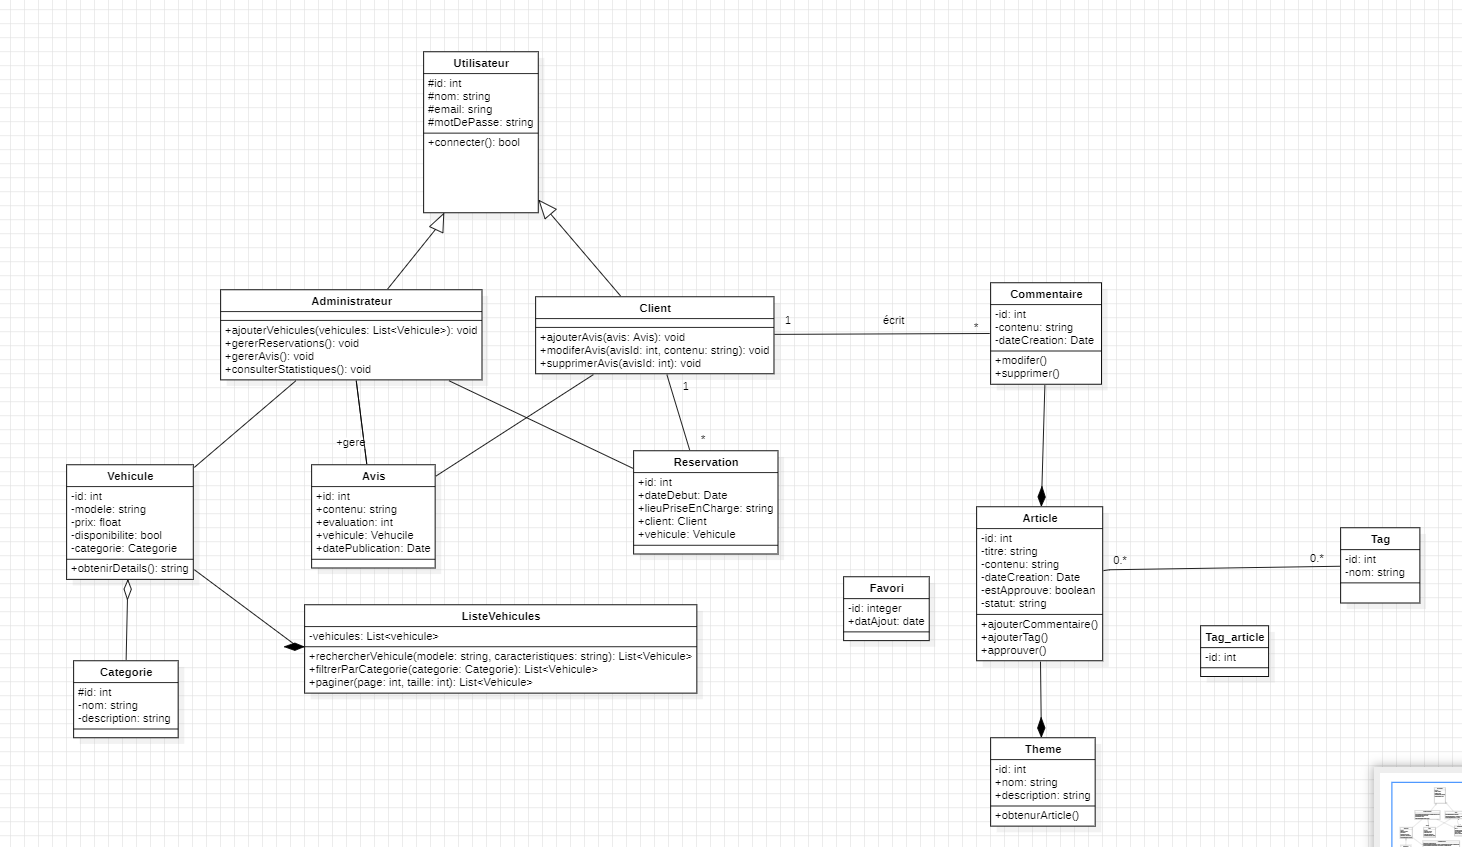 Utilisateur
#id: int
#nom: string
#email: sring
#motDePasse: string
+connecter(): bool
Administrateur
+ajouterVehicules(vehicules: List<Vehicule>): void
+gererReservations(): void
+gererAvis(): void
+consulterStatistiques(): void
Client
+ajouterAvis(avis: Avis): void
+modiferAvis(avisId: int, contenu: string): void
+supprimerAvis(avisId: int): void
1
écrit
*
Commentaire
-id: int
-contenu: string
-dateCreation: Date
+modifer()
+supprimer()
1
*
+gere
Vehicule
-id: int
-modele: string
-prix: float
-disponibilite: bool
-categorie: Categorie
+obtenirDetails(): string
Avis
+id: int
+contenu: string
+evaluation: int
+vehicule: Vehucile
+datePublication: Date
Reservation
+id: int
+dateDebut: Date
+lieuPriseEnCharge: string
+client: Client
+vehicule: Vehicule
Article
-id: int
-titre: string
-contenu: string
-dateCreation: Date
-estApprouve: boolean
-statut: string
+ajouterCommentaire()
+ajouterTag()
+approuver()
0.*
0.*
Tag
-id: int
-nom: string
Favori
-id: integer
+datAjout: date
ListeVehicules
-vehicules: List<vehicule>
+rechercherVehicule(modele: string, caracteristiques: string): List<Vehicule>
+filtrerParCategorie(categorie: Categorie): List<Vehicule>
+paginer(page: int, taille: int): List<Vehicule>
Tag_article
-id: int
Categorie
#id: int
-nom: string
-description: string
Theme
-id: int
+nom: string
+description: string
+obtenurArticle()